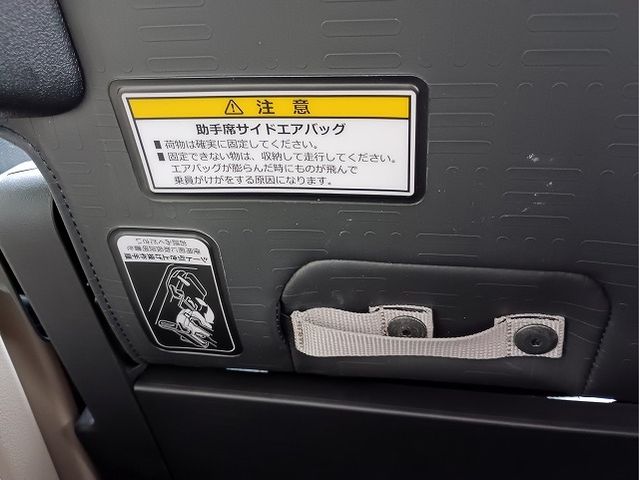 ⚠ 注 意
助手席サイドエアバッグ
■ 荷物は確実に固定してください。
■ 固定できない物は、収納して走行してください。
エアバッグが膨らんだ時にものが飛んで
乗員がけがをする原因になります。